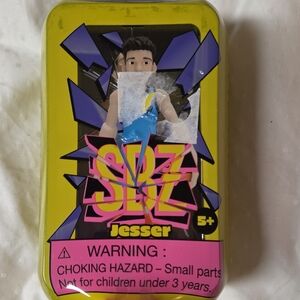 SBZ
Jesser
5+
WARNING :
CHOKING HAZARD – Small parts
Not for children under 3 years.